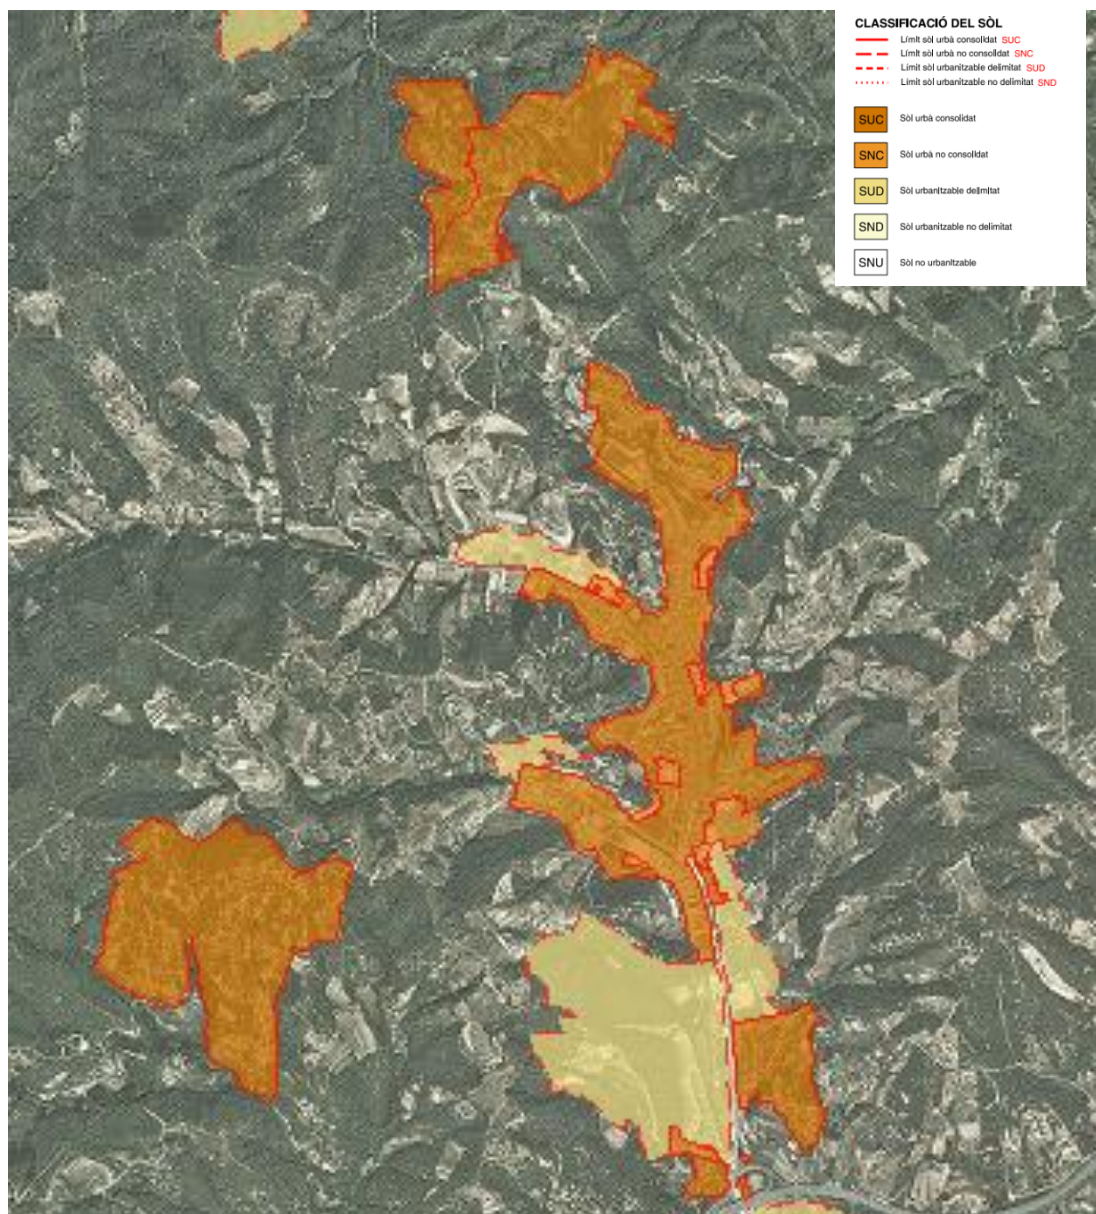 CLASSIFICACIÓ DEL SÒL
Límit sòl urbà consolidat SUC
Límit sòl urbà no consolidat SNC
Límit sòl urbanitzable delimitat SUD
Límit sòl urbanitzable no delimitat SND
SUC Sòl urbà consolidat
SNC Sòl urbà no consolidat
SUD Sòl urbanitzable delimitat
SND Sòl urbanitzable no delimitat
SNU Sòl no urbanitzable